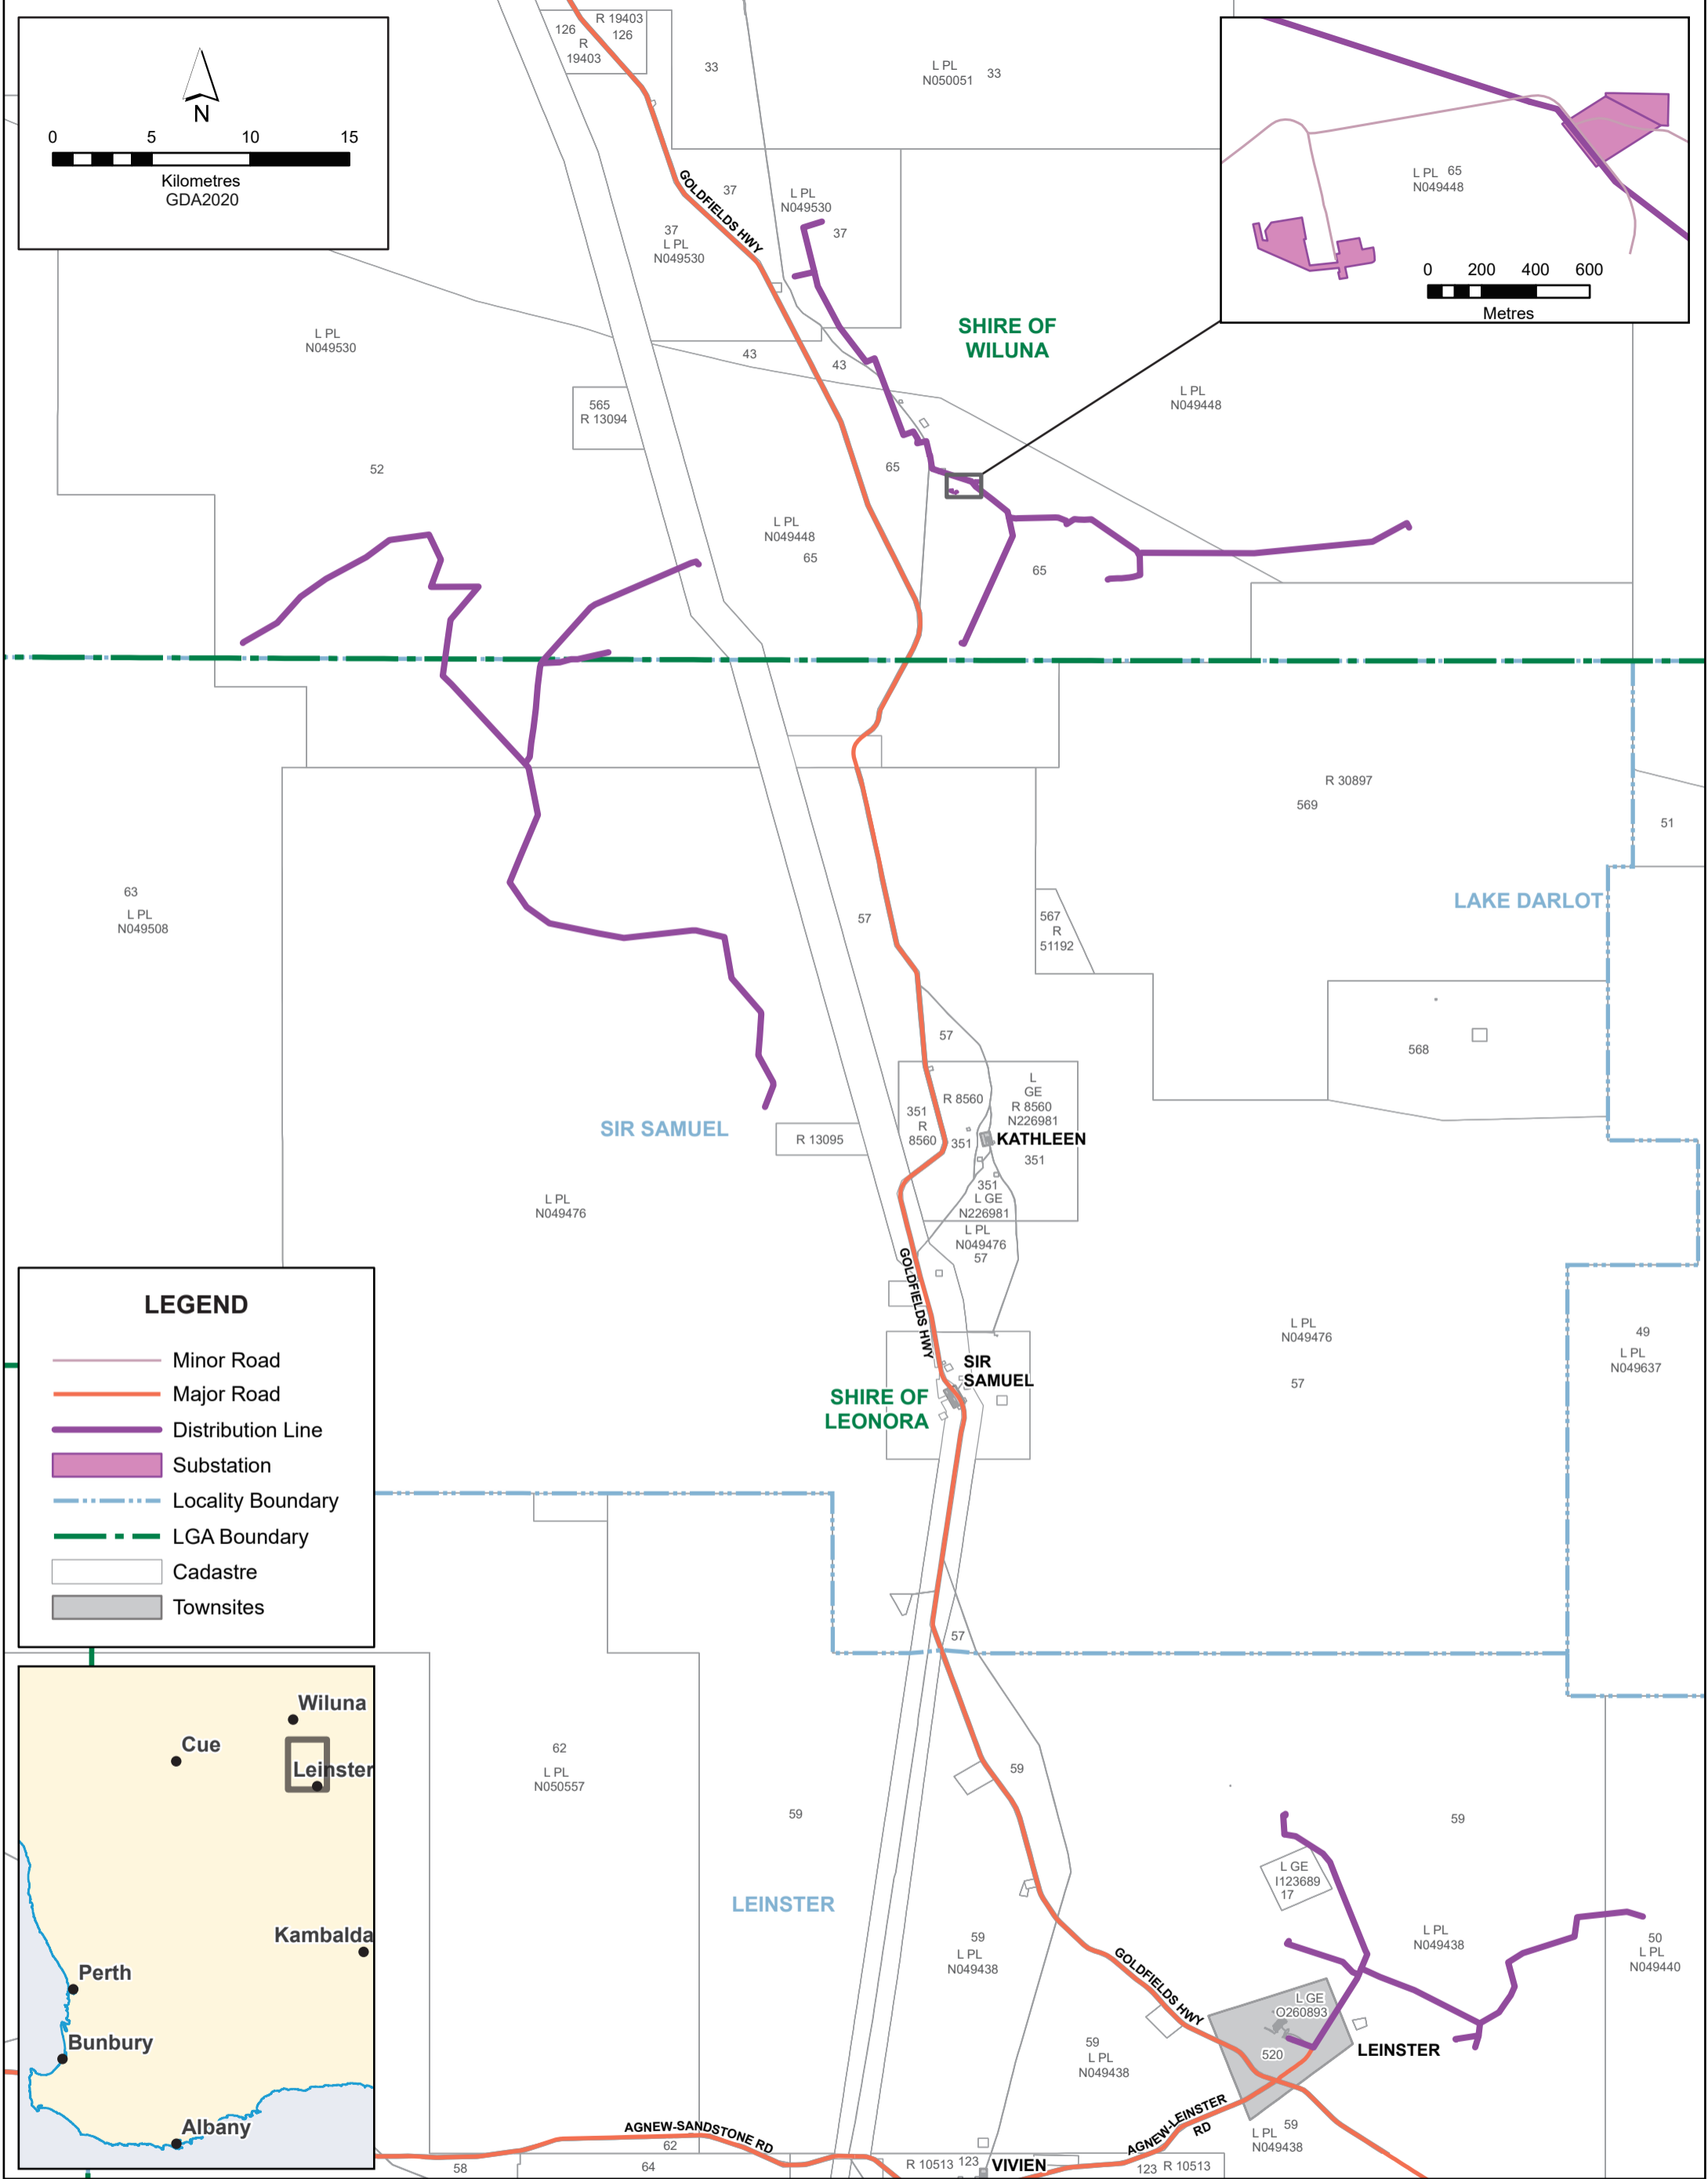 N
0 5 10 15
Kilometres
GDA2020
R 19403
126
126
R
19403
33
L PL
N050051
33
L PL
N049448
65
0 200 400 600
Metres
GOLDFIELDS HWY
37
37
L PL
N049530
L PL
N049530
37
SHIRE OF
WILUNA
L PL
N049530
43
43
565
R 13094
52
65
L PL
N049448
L PL
N049448
65
65
R 30897
569
51
LAKE DARLOT
63
L PL
N049508
57
567
R
51192
57
568
SIR SAMUEL
R 13095
351
R
8560
R 8560
351
L
GE
R 8560
N226981
KATHLEEN
351
351
L GE
N226981
L PL
N049476
57
L PL
N049476
GOLDFIELDS HWY
SIR
SAMUEL
SHIRE OF
LEONORA
L PL
N049476
57
49
L PL
N049637
LEGEND
Minor Road
Major Road
Distribution Line
Substation
Locality Boundary
LGA Boundary
Cadastre
Townsites
57
Wiluna
Cue
Leinster
Kambalda
Perth
Bunbury
Albany
62
L PL
N050557
59
59
59
LEINSTER
L GE
I123689
17
59
L PL
N049438
L PL
N049438
50
L PL
N049440
GOLDFIELDS HWY
L GE
O260893
520
LEINSTER
59
L PL
N049438
AGNEW-LEINSTER
RD
59
L PL
N049438
AGNEW-SANDSTONE RD
62
58
64
R 10513
123
VIVIEN
123
R 10513